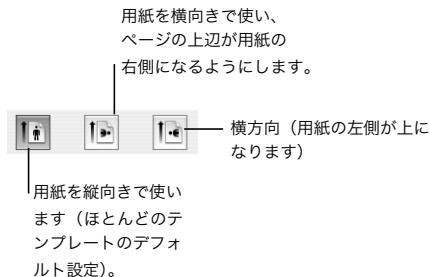 用紙を横向きで使い、
ページの上辺が用紙の
右側になるようにします。
横方向（用紙の左側が上に
なります）
用紙を縦向きで使い
ます（ほとんどのテ
ンプレートのデフォ
ルト設定）。